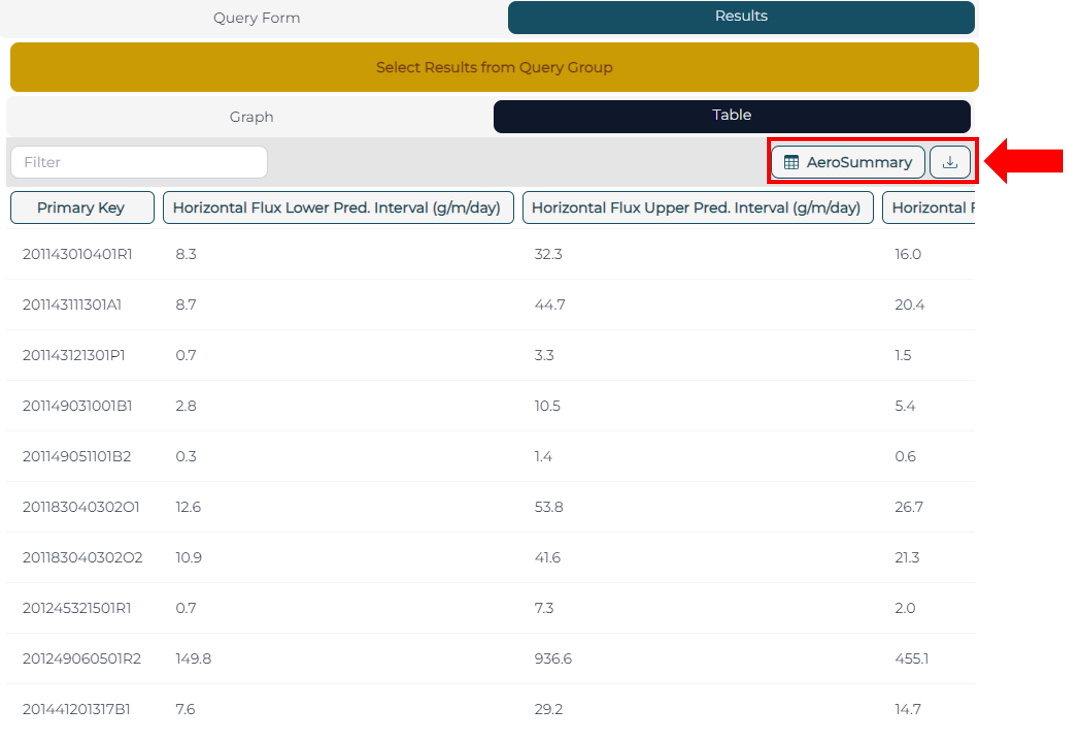 Query Form Results
Select Results from Query Group
Graph Table
Filter AeroSummary
Primary Key Horizontal Flux Lower Pred. Interval (g/m/day) Horizontal Flux Upper Pred. Interval (g/m/day) Horizontal F
201143010401R1 8.3 32.3 16.0
201143111301A1 8.7 44.7 20.4
201143121301P1 0.7 3.3 1.5
201149031001B1 2.8 10.5 5.4
201149051101B2 0.3 1.4 0.6
201183040302O1 12.6 53.8 26.7
201183040302O2 10.9 41.6 21.3
201245321501R1 0.7 7.3 2.0
201249060501R2 149.8 936.6 455.1
201441201317B1 7.6 29.2 14.7